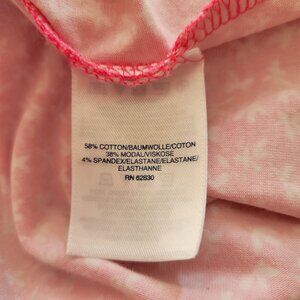 58% COTTON/BAUMWOLLE/COTON
38% MODAL/VISKOSE
4% SPANDEX/ELASTANE/ELASTANE/
ELASTHANNE
RN 62830